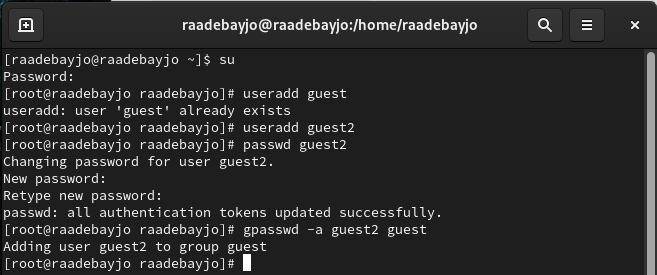 raadebayjo@raadebayjo:/home/raadebayjo
[raadebayjo@raadebayjo ~]$ su
Password:
[root@raadebayjo raadebayjo]# useradd guest
useradd: user 'guest' already exists
[root@raadebayjo raadebayjo]# useradd guest2
[root@raadebayjo raadebayjo]# passwd guest2
Changing password for user guest2.
New password:
Retype new password:
passwd: all authentication tokens updated successfully.
[root@raadebayjo raadebayjo]# gpasswd -a guest2 guest
Adding user guest2 to group guest
[root@raadebayjo raadebayjo]#